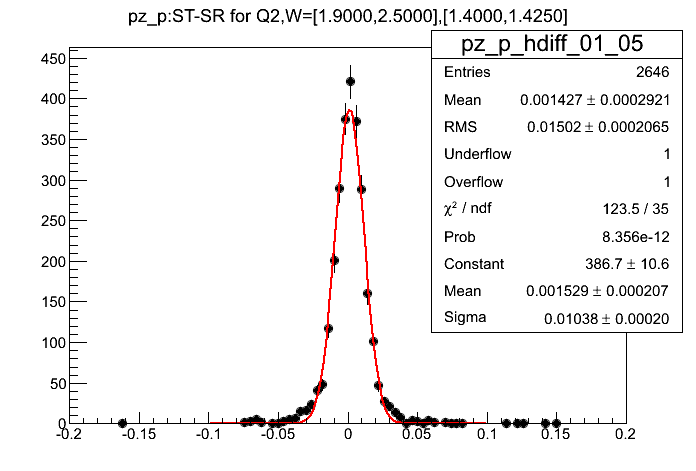 pz_p:ST-SR for Q2,W=[1.9000,2.5000],[1.4000,1.4250]
pz_p_hdiff_01_05
Entries 2646
Mean 0.001427 ± 0.0002921
RMS 0.01502 ± 0.0002065
Underflow 1
Overflow 1
χ² / ndf 123.5 / 35
Prob 8.356e-12
Constant 386.7 ± 10.6
Mean 0.001529 ± 0.000207
Sigma 0.01038 ± 0.00020
450
400
350
300
250
200
150
100
50
0
-0.2 -0.15 -0.1 -0.05 0 0.05 0.1 0.15 0.2